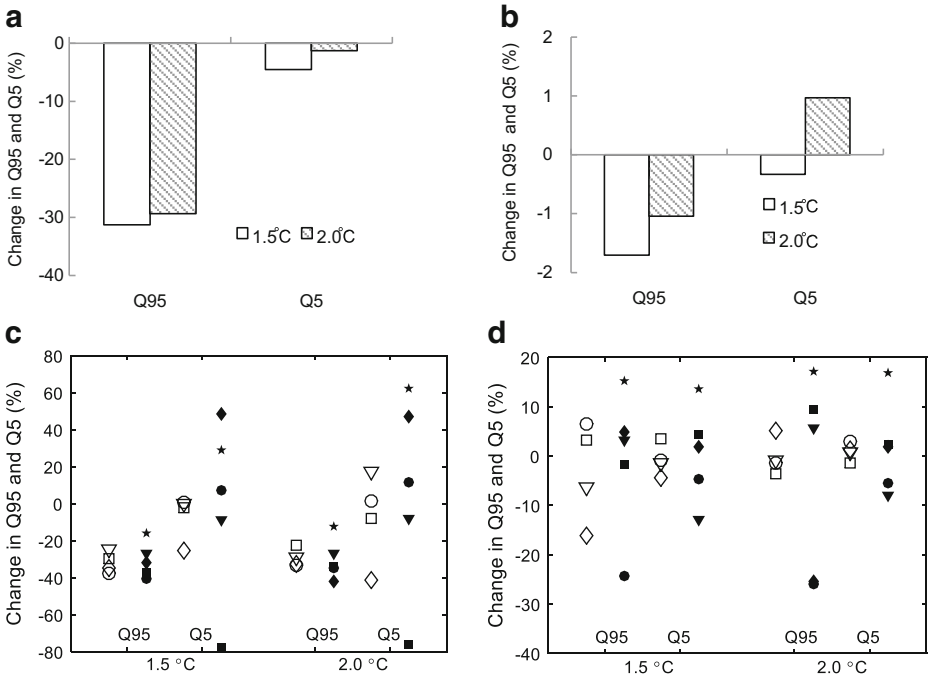 a
Change in Q95 and Q5 (%)
0
-10
-20
-30
-40
1.5°C 2.0°C
Q95 Q5
b
Change in Q95 and Q5 (%)
2
1
0
-1
-2
1.5°C
2.0°C
Q95 Q5
c
Change in Q95 and Q5 (%)
80
60
40
20
0
-20
-40
-60
-80
Q95 Q5 Q95 Q5
1.5 °C 2.0 °C
d
Change in Q95 and Q5 (%)
20
10
0
-10
-20
-30
-40
Q95 Q5 Q95 Q5
1.5 °C 2.0 °C